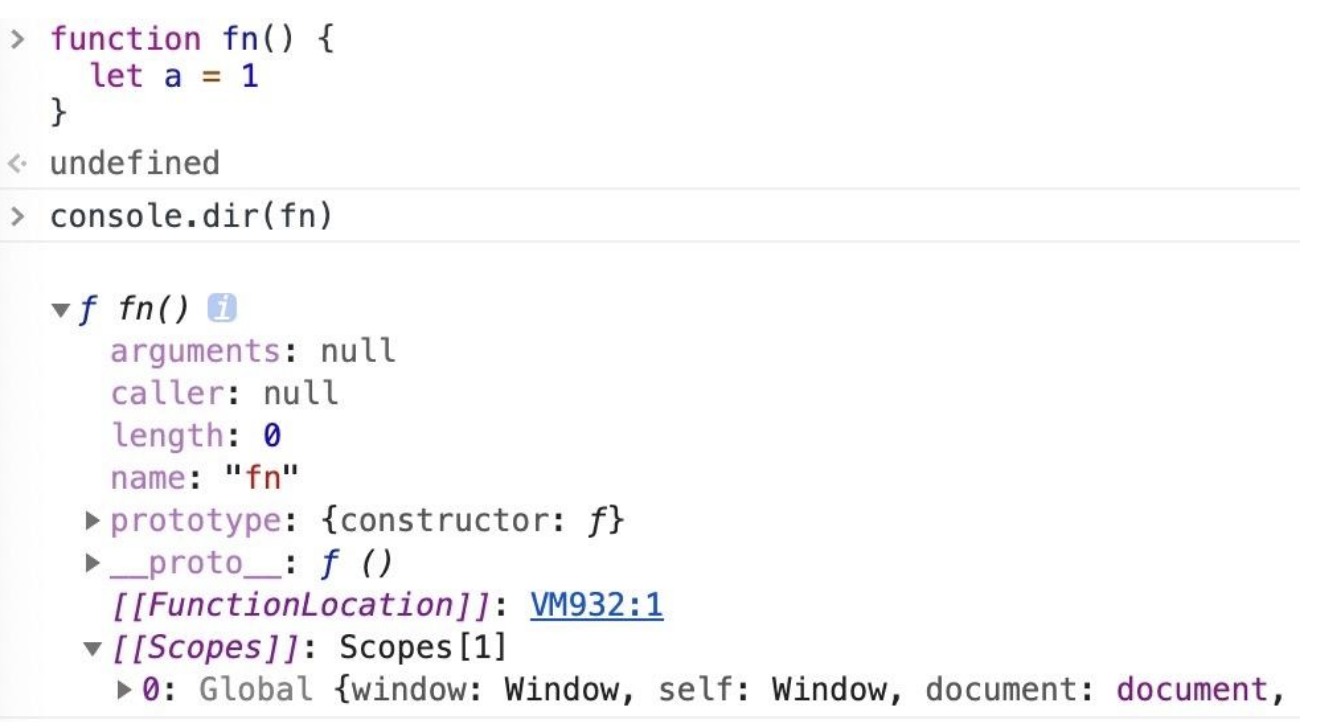 > function fn() {
let a = 1
}
<· undefined
> console.dir(fn)
▼ ƒ fn() i
arguments: null
caller: null
length: 0
name: "fn"
▶ prototype: {constructor: ƒ}
▶ __proto__: ƒ ()
[[FunctionLocation]]: VM932:1
▼ [[Scopes]]: Scopes[1]
▶ 0: Global {window: Window, self: Window, document: document,